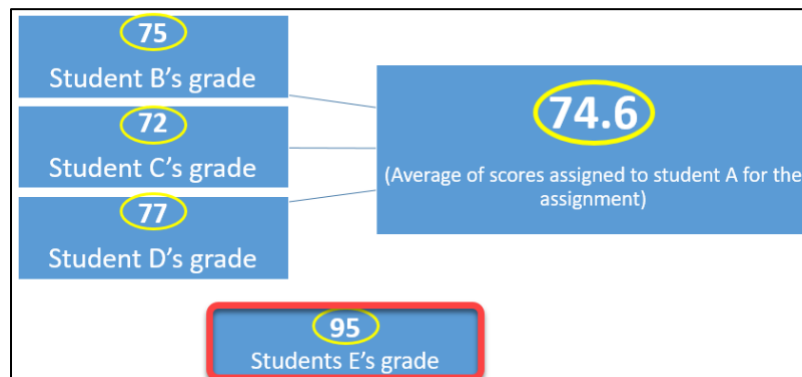 75
Student B’s grade
72
Student C’s grade
77
Student D’s grade
74.6
(Average of scores assigned to student A for the
assignment)
95
Students E’s grade